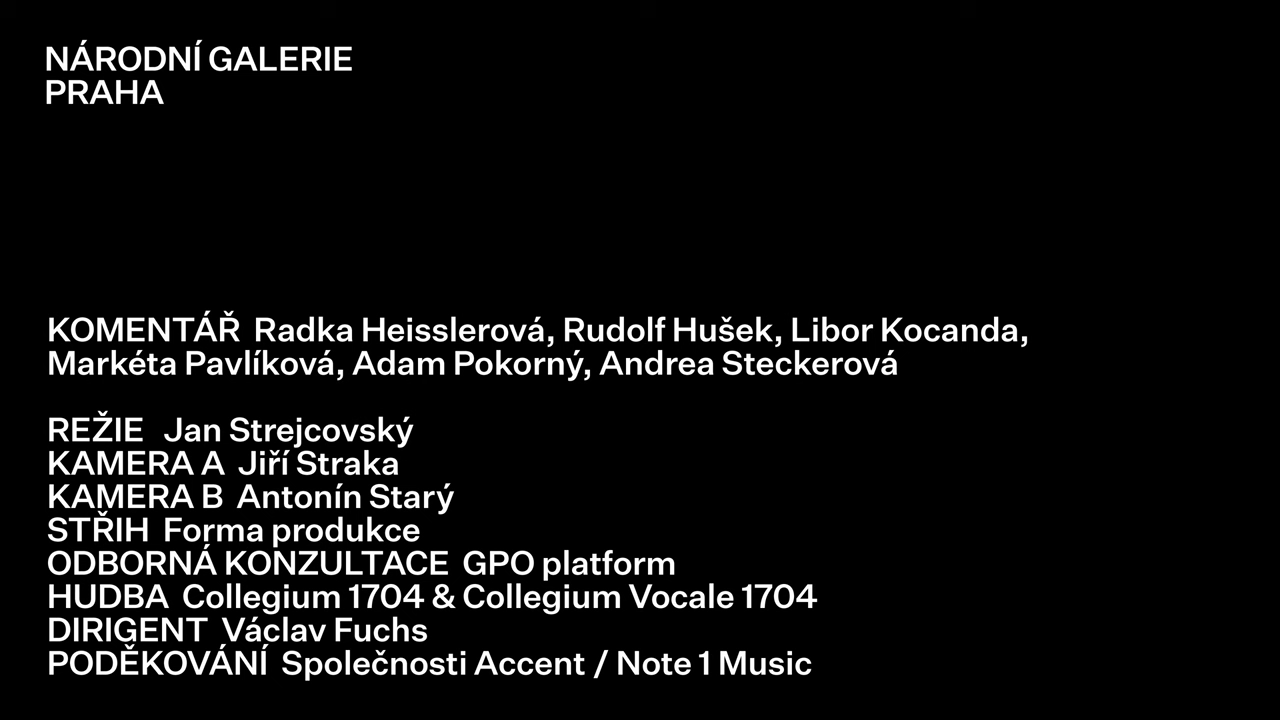 NÁRODNÍ GALERIE
PRAHA
KOMENTÁŘ Radka Heisslerová, Rudolf Hušek, Libor Kocanda,
Markéta Pavlíková, Adam Pokorný, Andrea Steckerová
REŽIE Jan Strejcovský
KAMERA A Jiří Straka
KAMERA B Antonín Starý
STŘIH Forma produkce
ODBORNÁ KONZULTACE GPO platform
HUDBA Collegium 1704 & Collegium Vocale 1704
DIRIGENT Václav Fuchs
PODĚKOVÁNÍ Společnosti Accent / Note 1 Music